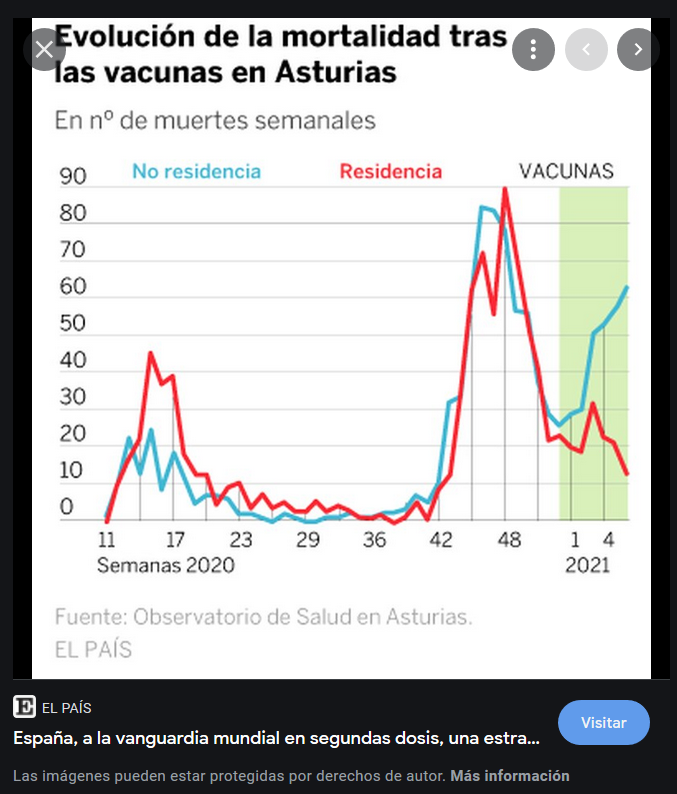 Evolución de la mortalidad tras
las vacunas en Asturias
En nº de muertes semanales
No residencia Residencia VACUNAS
90
80
70
60
50
40
30
20
10
0
11 17 23 29 36 42 48 1 4
Semanas 2020 2021
Fuente: Observatorio de Salud en Asturias.
EL PAÍS
E EL PAÍS
España, a la vanguardia mundial en segundas dosis, una estra...
Visitar
Las imágenes pueden estar protegidas por derechos de autor. Más información